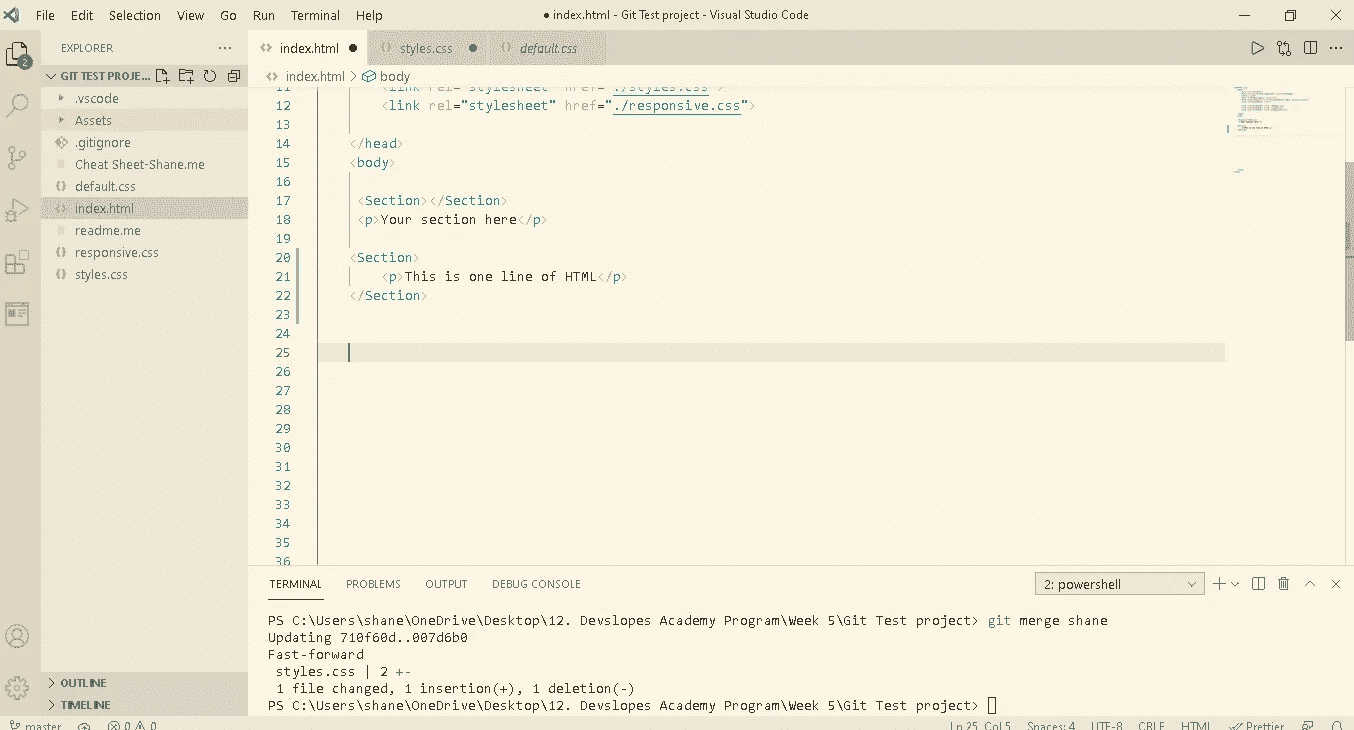 File Edit Selection View Go Run Terminal Help ● index.html - Git Test project - Visual Studio Code
EXPLORER ··· <> index.html ● {} styles.css ● {} default.css ···
2
GIT TEST PROJE... <> index.html > body
.vscode
Assets
.gitignore
Cheat Sheet-Shane.me
{} default.css
<> index.html
readme.me
{} responsive.css
{} styles.css
11 <link rel="stylesheet" href="./styles.css">
12 <link rel="stylesheet" href="./responsive.css">
13
14 </head>
15 <body>
16
17 <Section></Section>
18 <p>Your section here</p>
19
20 <Section>
21 <p>This is one line of HTML</p>
22 </Section>
23
24
25
26
27
28
29
30
31
32
33
34
35
36
TERMINAL PROBLEMS OUTPUT DEBUG CONSOLE 2: powershell
PS C:\Users\shane\OneDrive\Desktop\12. Devslopes Academy Program\Week 5\Git Test project> git merge shane
Updating 710f60d..007d6b0
Fast-forward
styles.css | 2 +-
1 file changed, 1 insertion(+), 1 deletion(-)
PS C:\Users\shane\OneDrive\Desktop\12. Devslopes Academy Program\Week 5\Git Test project>
OUTLINE
TIMELINE
master 0 0 Ln 25, Col 5 Spaces: 4 UTF-8 CRLF HTML Prettier